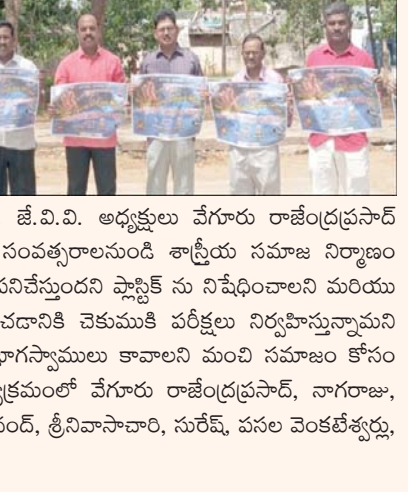 జే.వి.వి. అధ్యక్షులు వేగూరు రాజేంద్రప్రసాద్
సంవత్సరాలనుండి శాస్త్రీయ సమాజ నిర్మాణం
పనిచేస్తుందని ప్లాస్టిక్ ను నిషేధించాలని మరియు
చడానికి చెకుముకి పరీక్షలు నిర్వహిస్తున్నామని
భాగస్వాములు కావాలని మంచి సమాజం కోసం
క్రమంలో వేగూరు రాజేంద్రప్రసాద్, నాగరాజు,
నంద్, శ్రీనివాసాచారి, సురేష్, పసల వెంకటేశ్వర్లు,